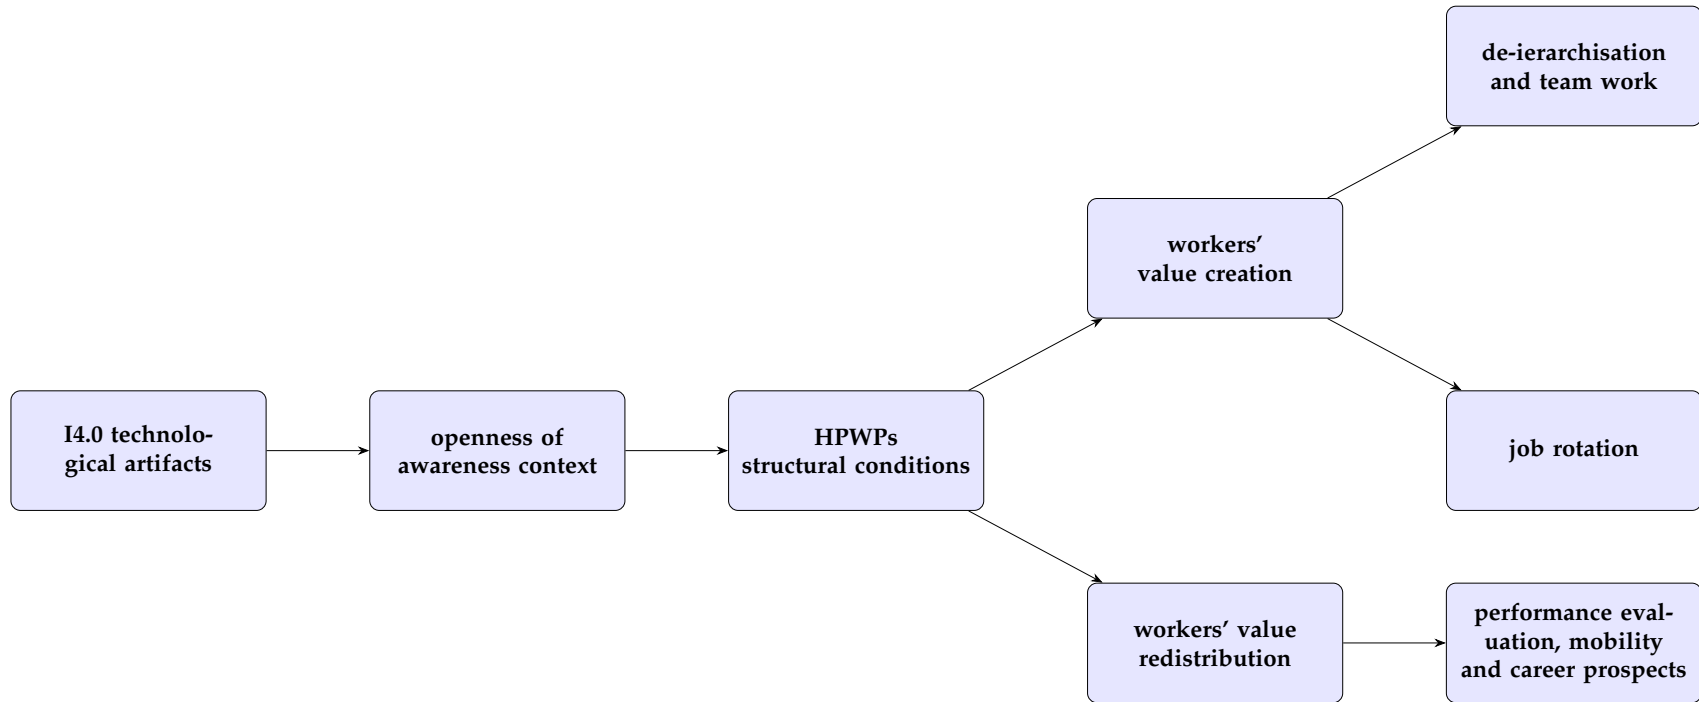 de-ierarchisation
and team work
workers’
value creation
I4.0 technolo-
gical artifacts
openness of
awareness context
HPWPs
structural conditions
job rotation
workers’ value
redistribution
performance eval-
uation, mobility
and career prospects